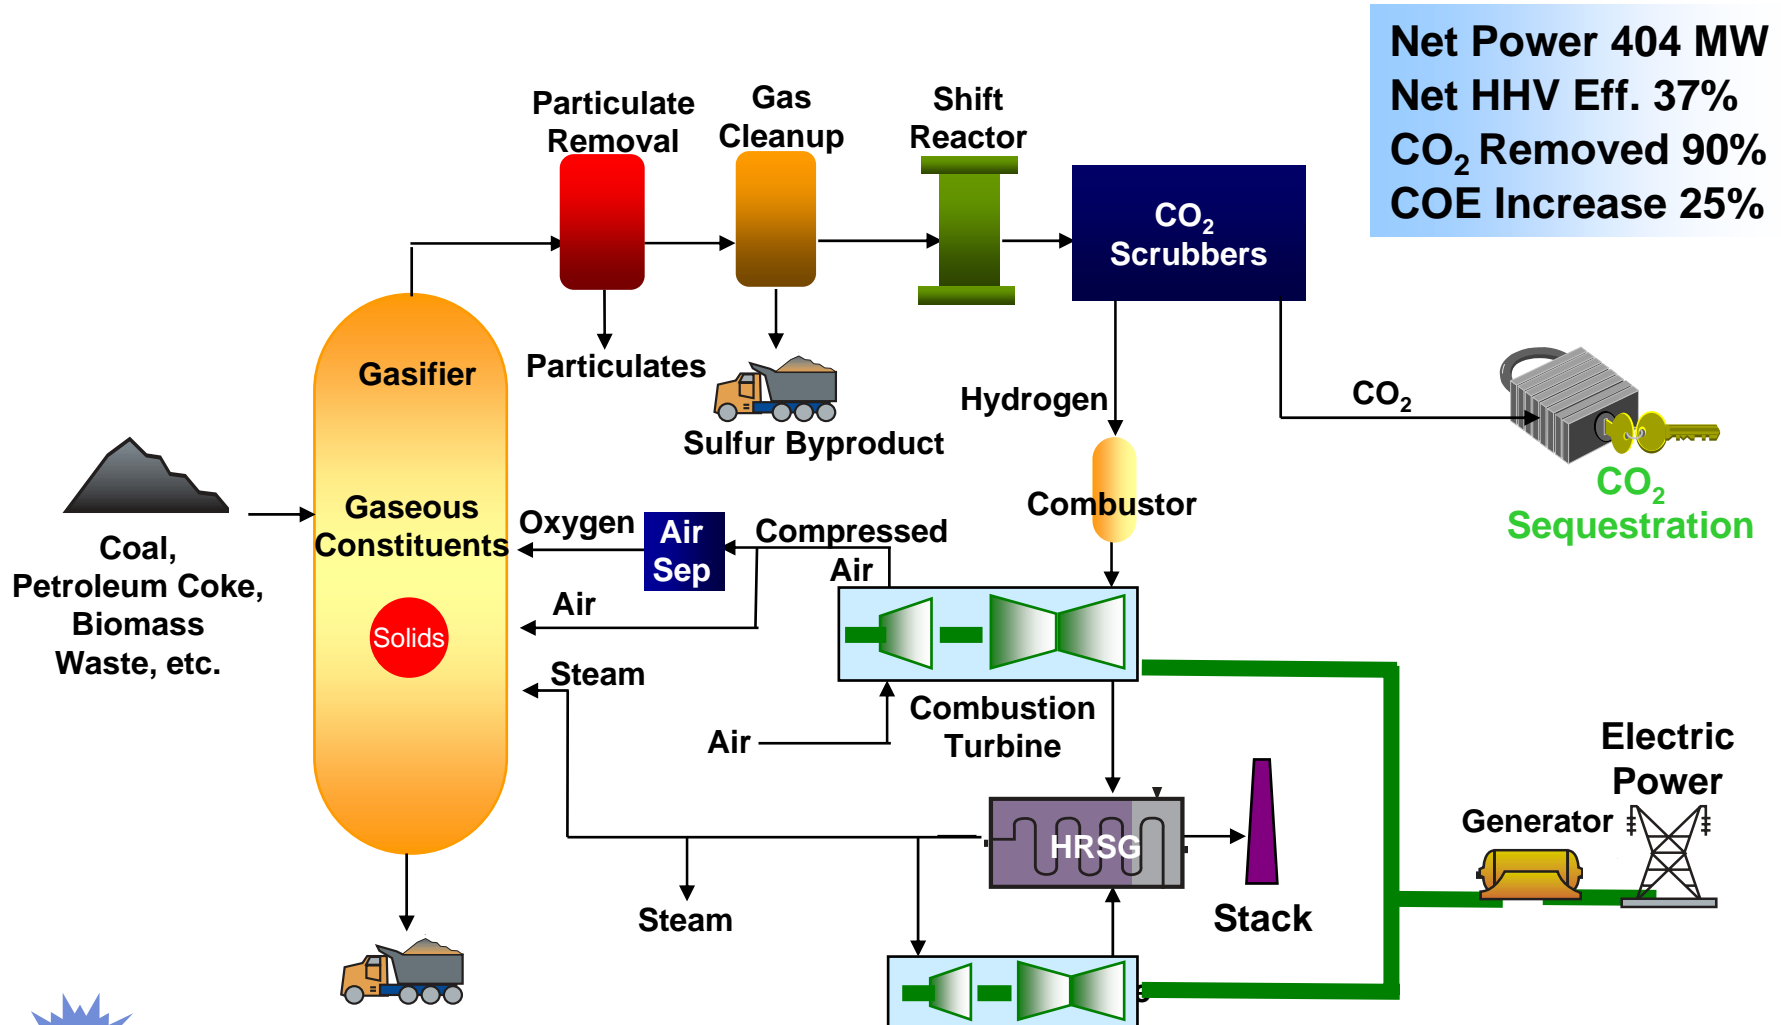 Net Power 404 MW
Net HHV Eff. 37%
CO₂ Removed 90%
COE Increase 25%
Particulate
Removal
Gas
Cleanup
Shift
Reactor
CO₂
Scrubbers
Gasifier
Particulates
Sulfur Byproduct
Hydrogen
CO₂
CO₂
Sequestration
Combustor
Gaseous
Constituents
Oxygen
Air
Sep
Compressed
Air
Coal,
Petroleum Coke,
Biomass
Waste, etc.
Air
Solids
Steam
Air
Combustion
Turbine
Electric
Power
Generator
HRSG
Steam
Stack